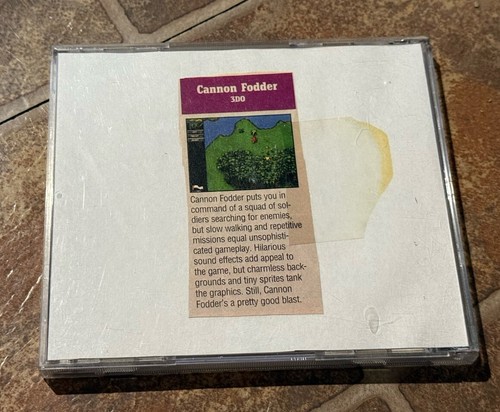 Cannon Fodder
3DO
Cannon Fodder puts you in
command of a squad of sol-
diers searching for enemies,
but slow walking and repetitive
missions equal unsophisti-
cated gameplay. Hilarious
sound effects add appeal to
the game, but charmless back-
grounds and tiny sprites tank
the graphics. Still, Cannon
Fodder's a pretty good blast.